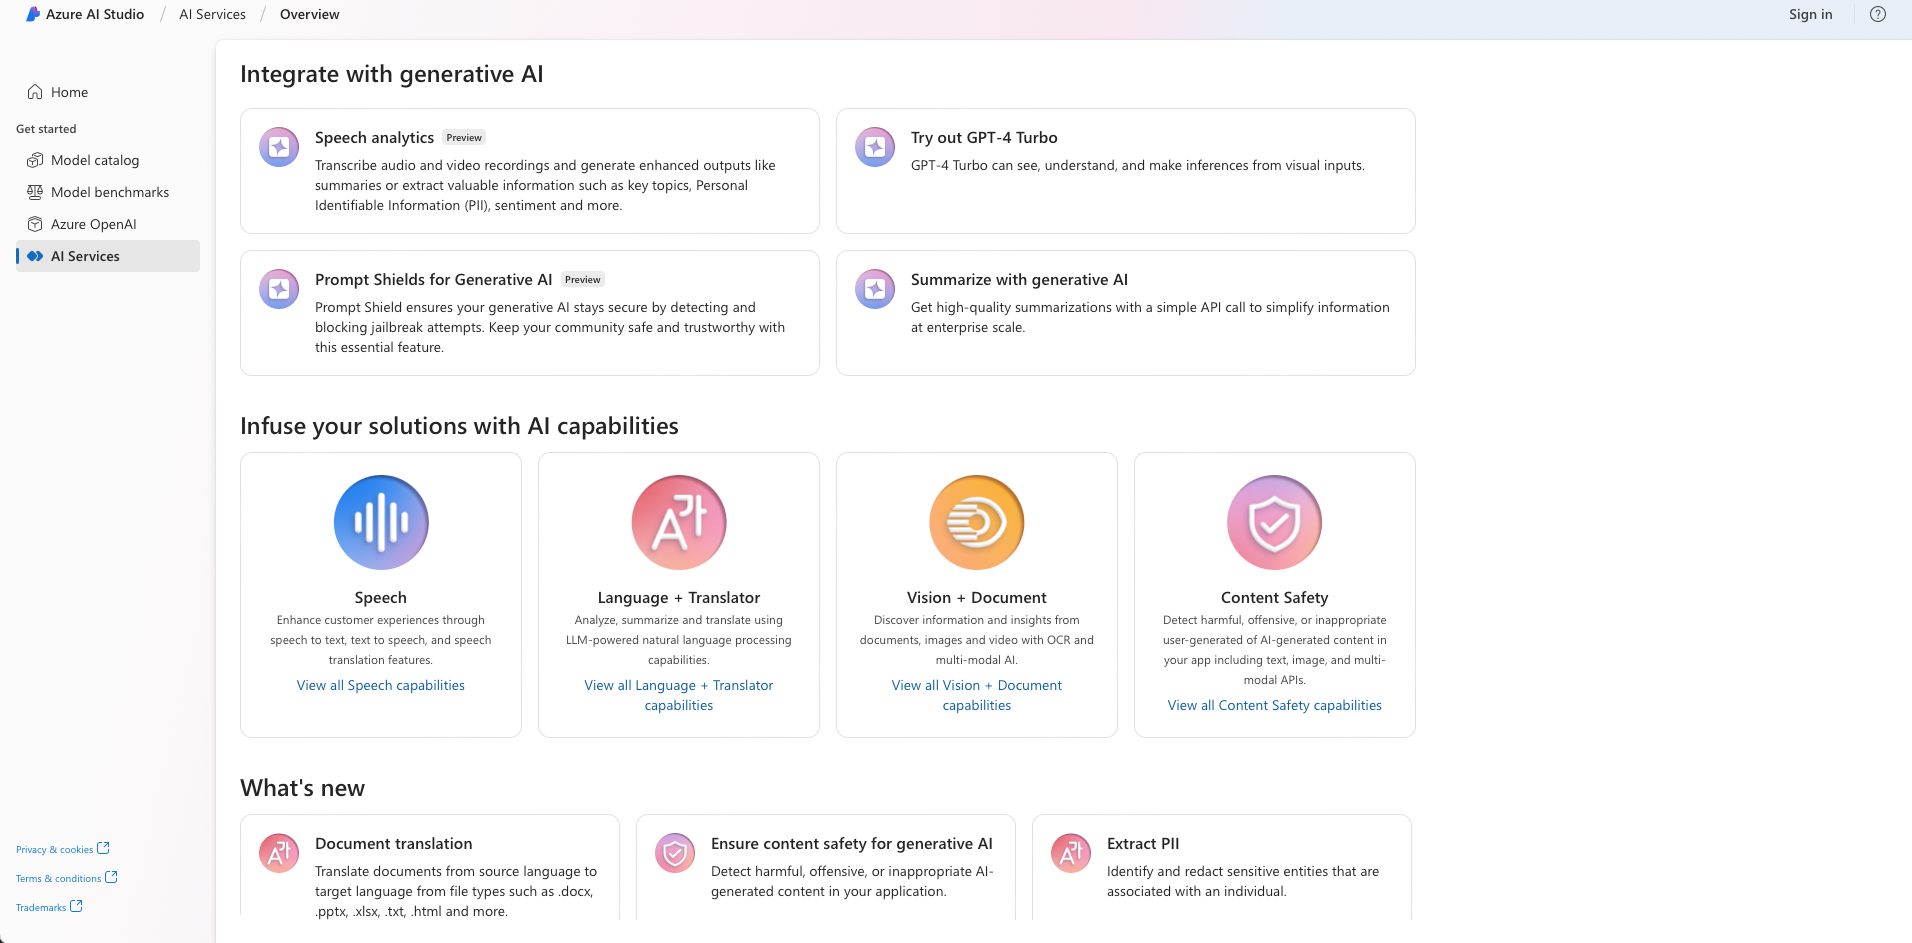 Azure AI Studio / AI Services / Overview
Sign in
Home
Get started
Model catalog
Model benchmarks
Azure OpenAI
AI Services
Privacy & cookies
Terms & conditions
Trademarks
Integrate with generative AI
Speech analytics Preview
Transcribe audio and video recordings and generate enhanced outputs like
summaries or extract valuable information such as key topics, Personal
Identifiable Information (PII), sentiment and more.
Try out GPT-4 Turbo
GPT-4 Turbo can see, understand, and make inferences from visual inputs.
Prompt Shields for Generative AI Preview
Prompt Shield ensures your generative AI stays secure by detecting and
blocking jailbreak attempts. Keep your community safe and trustworthy with
this essential feature.
Summarize with generative AI
Get high-quality summarizations with a simple API call to simplify information
at enterprise scale.
Infuse your solutions with AI capabilities
A가
Speech
Enhance customer experiences through
speech to text, text to speech, and speech
translation features.
View all Speech capabilities
Language + Translator
Analyze, summarize and translate using
LLM-powered natural language processing
capabilities.
View all Language + Translator
capabilities
Vision + Document
Discover information and insights from
documents, images and video with OCR and
multi-modal AI.
View all Vision + Document
capabilities
Content Safety
Detect harmful, offensive, or inappropriate
user-generated of AI-generated content in
your app including text, image, and multi-
modal APIs.
View all Content Safety capabilities
What's new
A가
Document translation
Translate documents from source language to
target language from file types such as .docx,
.pptx, .xlsx, .txt, .html and more.
Ensure content safety for generative AI
Detect harmful, offensive, or inappropriate AI-
generated content in your application.
A가
Extract PII
Identify and redact sensitive entities that are
associated with an individual.